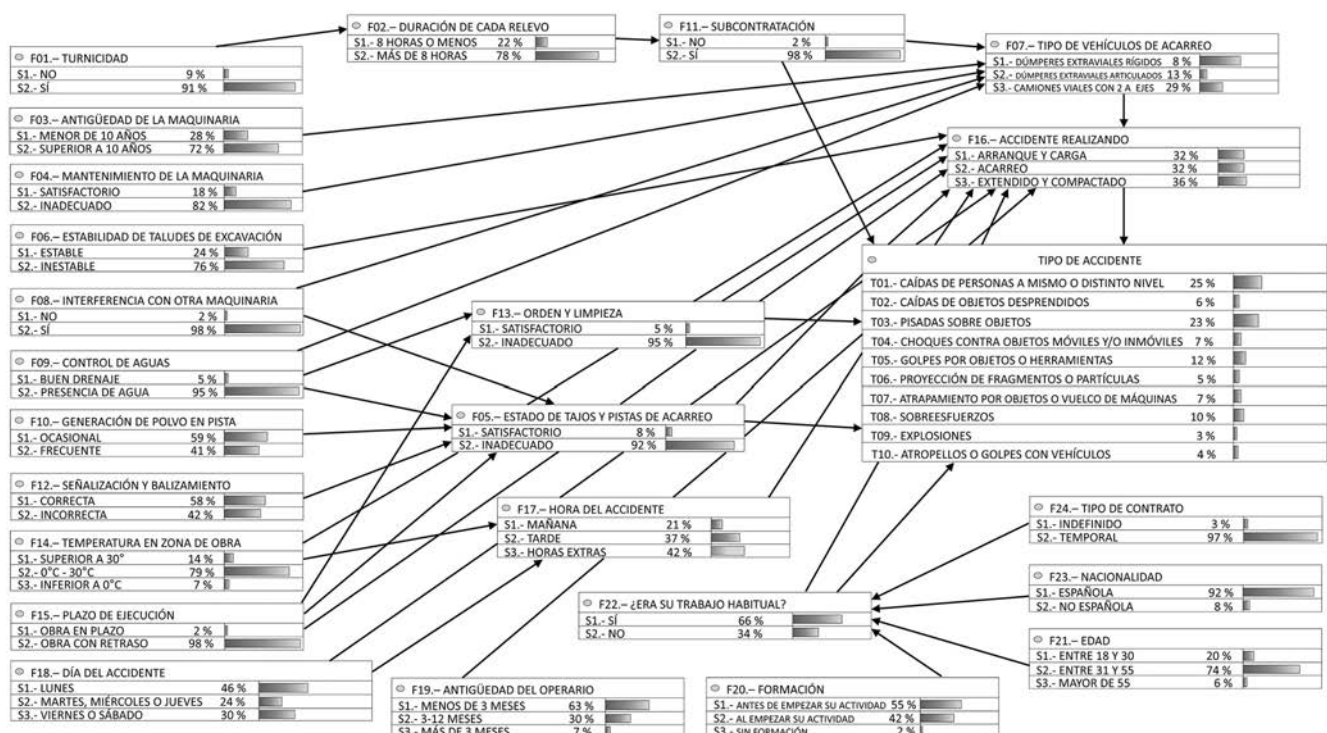 F02.– DURACIÓN DE CADA RELEVO
S1.- 8 HORAS O MENOS 22 %
S2.- MÁS DE 8 HORAS 78 %
F11.– SUBCONTRATACIÓN
S1.- NO 2 %
S2.- SÍ 98 %
F07.– TIPO DE VEHÍCULOS DE ACARREO
S1.- DÚMPERES EXTRAVIALES RÍGIDOS 8 %
S2.- DÚMPERES EXTRAVIALES ARTICULADOS 13 %
S3.- CAMIONES VIALES CON 2 A EJES 29 %
F01.– TURNICIDAD
S1.- NO 9 %
S2.- SÍ 91 %
F03.– ANTIGÜEDAD DE LA MAQUINARIA
S1.- MENOR DE 10 AÑOS 28 %
S2.- SUPERIOR A 10 AÑOS 72 %
F16.– ACCIDENTE REALIZANDO
S1.- ARRANQUE Y CARGA 32 %
S2.- ACARREO 32 %
S3.- EXTENDIDO Y COMPACTADO 36 %
F04.– MANTENIMIENTO DE LA MAQUINARIA
S1.- SATISFACTORIO 18 %
S2.- INADECUADO 82 %
F06.– ESTABILIDAD DE TALUDES DE EXCAVACIÓN
S1.- ESTABLE 24 %
S2.- INESTABLE 76 %
TIPO DE ACCIDENTE
T01.- CAÍDAS DE PERSONAS A MISMO O DISTINTO NIVEL 25 %
T02.- CAÍDAS DE OBJETOS DESPRENDIDOS 6 %
T03.- PISADAS SOBRE OBJETOS 23 %
T04.- CHOQUES CONTRA OBJETOS MÓVILES Y/O INMÓVILES 7 %
T05.- GOLPES POR OBJETOS O HERRAMIENTAS 12 %
T06.- PROYECCIÓN DE FRAGMENTOS O PARTÍCULAS 5 %
T07.- ATRAPAMIENTO POR OBJETOS O VUELCO DE MÁQUINAS 7 %
T08.- SOBREESFUERZOS 10 %
T09.- EXPLOSIONES 3 %
T10.- ATROPELLOS O GOLPES CON VEHÍCULOS 4 %
F08.– INTERFERENCIA CON OTRA MAQUINARIA
S1.- NO 2 %
S2.- SÍ 98 %
F13.– ORDEN Y LIMPIEZA
S1.- SATISFACTORIO 5 %
S2.- INADECUADO 95 %
F09.– CONTROL DE AGUAS
S1.- BUEN DRENAJE 5 %
S2.- PRESENCIA DE AGUA 95 %
F05.– ESTADO DE TAJOS Y PISTAS DE ACARREO
S1.- SATISFACTORIO 8 %
S2.- INADECUADO 92 %
F10.– GENERACIÓN DE POLVO EN PISTA
S1.- OCASIONAL 59 %
S2.- FRECUENTE 41 %
F12.– SEÑALIZACIÓN Y BALIZAMIENTO
S1.- CORRECTA 58 %
S2.- INCORRECTA 42 %
F17.– HORA DEL ACCIDENTE
S1.- MAÑANA 21 %
S2.- TARDE 37 %
S3.- HORAS EXTRAS 42 %
F24.– TIPO DE CONTRATO
S1.- INDEFINIDO 3 %
S2.- TEMPORAL 97 %
F14.– TEMPERATURA EN ZONA DE OBRA
S1.- SUPERIOR A 30° 14 %
S2.- 0°C - 30°C 79 %
S3.- INFERIOR A 0°C 7 %
F23.– NACIONALIDAD
S1.- ESPAÑOLA 92 %
S2.- NO ESPAÑOLA 8 %
F15.– PLAZO DE EJECUCIÓN
S1.- OBRA EN PLAZO 2 %
S2.- OBRA CON RETRASO 98 %
F22.– ¿ERA SU TRABAJO HABITUAL?
S1.- SÍ 66 %
S2.- NO 34 %
F21.– EDAD
S1.- ENTRE 18 Y 30 20 %
S2.- ENTRE 31 Y 55 74 %
S3.- MAYOR DE 55 6 %
F18.– DÍA DEL ACCIDENTE
S1.- LUNES 46 %
S2.- MARTES, MIÉRCOLES O JUEVES 24 %
S3.- VIERNES O SÁBADO 30 %
F19.– ANTIGÜEDAD DEL OPERARIO
S1.- MENOS DE 3 MESES 63 %
S2.- 3-12 MESES 30 %
S3.- MÁS DE 3 MESES 7 %
F20.– FORMACIÓN
S1.- ANTES DE EMPEZAR SU ACTIVIDAD 55 %
S2.- AL EMPEZAR SU ACTIVIDAD 42 %
S3.- SIN FORMACIÓN 2 %